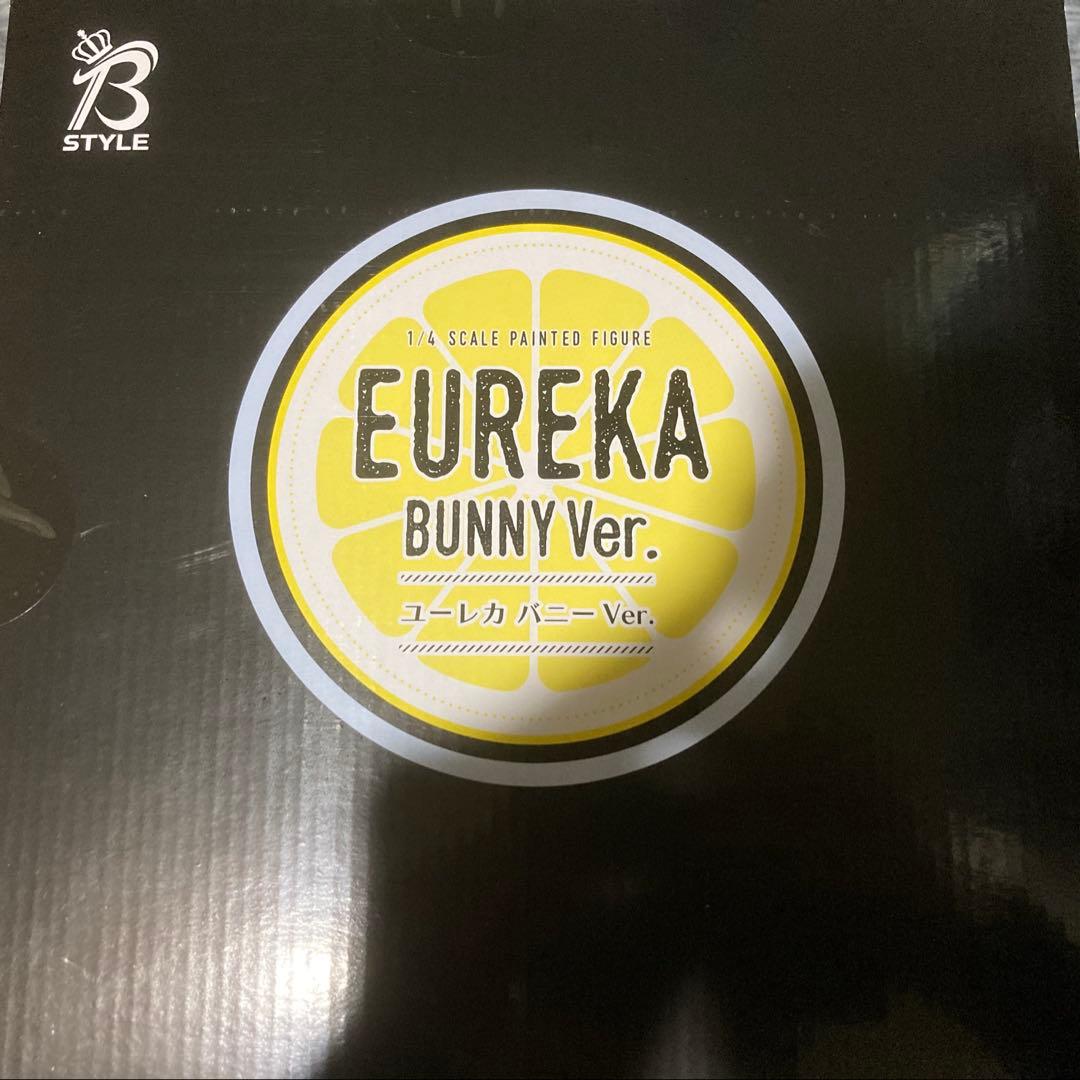 B
STYLE
1/4 SCALE PAINTED FIGURE
EUREKA
BUNNY Ver.
ユーレカ バニー Ver.